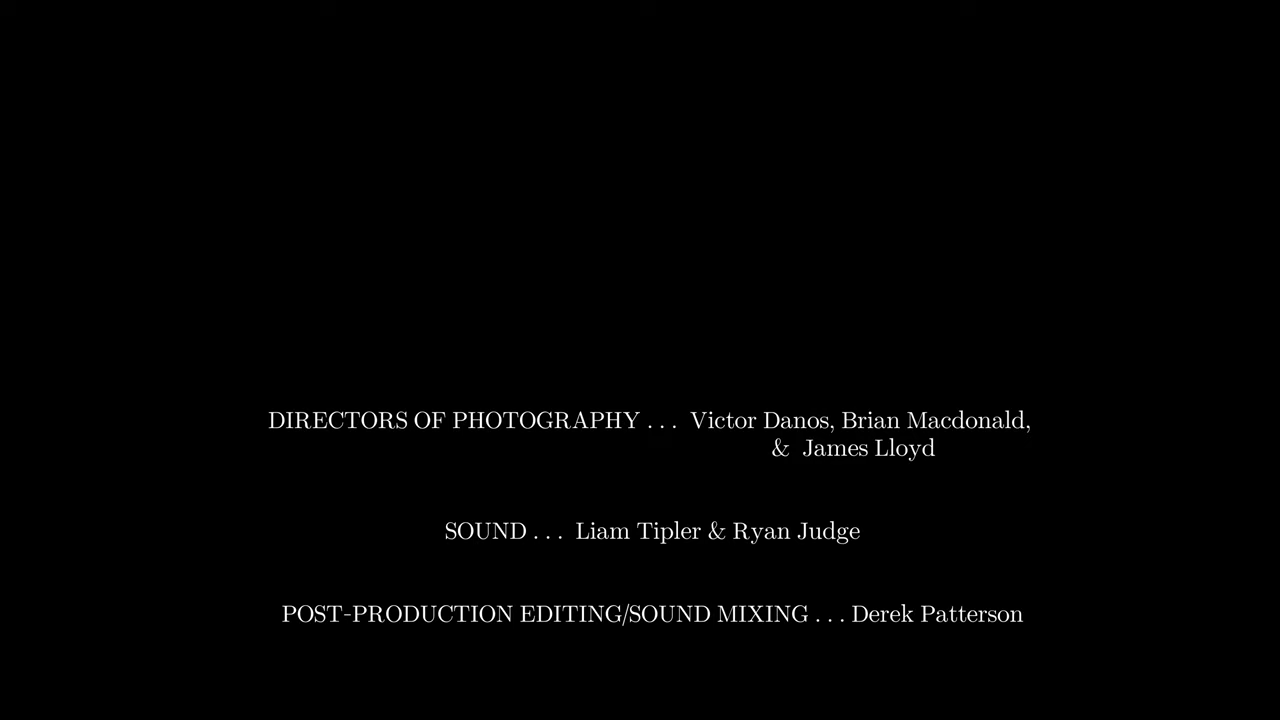 DIRECTORS OF PHOTOGRAPHY . . . Victor Danos, Brian Macdonald,
& James Lloyd
SOUND . . . Liam Tipler & Ryan Judge
POST-PRODUCTION EDITING/SOUND MIXING . . . Derek Patterson